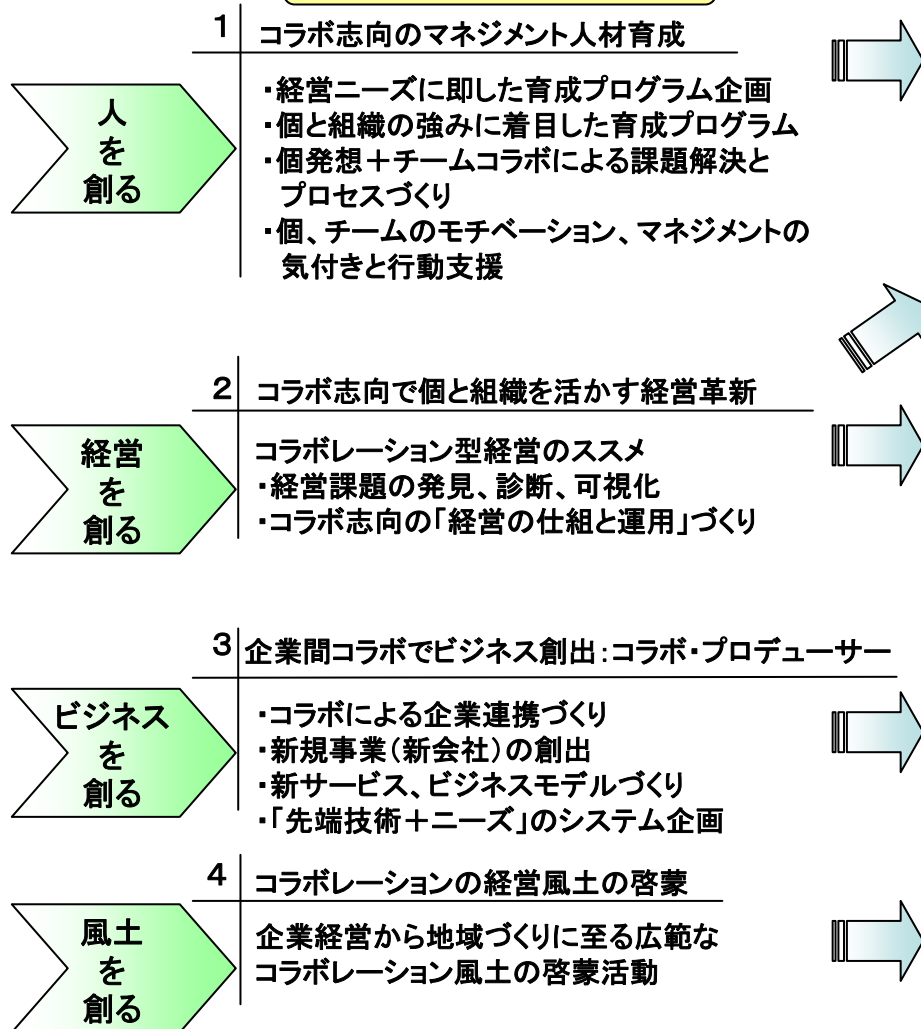 1 コラボ志向のマネジメント人材育成
人
を
創る
・経営ニーズに即した育成プログラム企画
・個と組織の強みに着目した育成プログラム
・個発想+チームコラボによる課題解決と
プロセスづくり
・個、チームのモチベーション、マネジメントの
気付きと行動支援
2 コラボ志向で個と組織を活かす経営革新
経営
を
創る
コラボレーション型経営のススメ
・経営課題の発見、診断、可視化
・コラボ志向の「経営の仕組と運用」づくり
3 企業間コラボでビジネス創出:コラボ・プロデューサー
ビジネス
を
創る
・コラボによる企業連携づくり
・新規事業(新会社)の創出
・新サービス、ビジネスモデルづくり
・「先端技術+ニーズ」のシステム企画
4 コラボレーションの経営風土の啓蒙
風土
を
創る
企業経営から地域づくりに至る広範な
コラボレーション風土の啓蒙活動